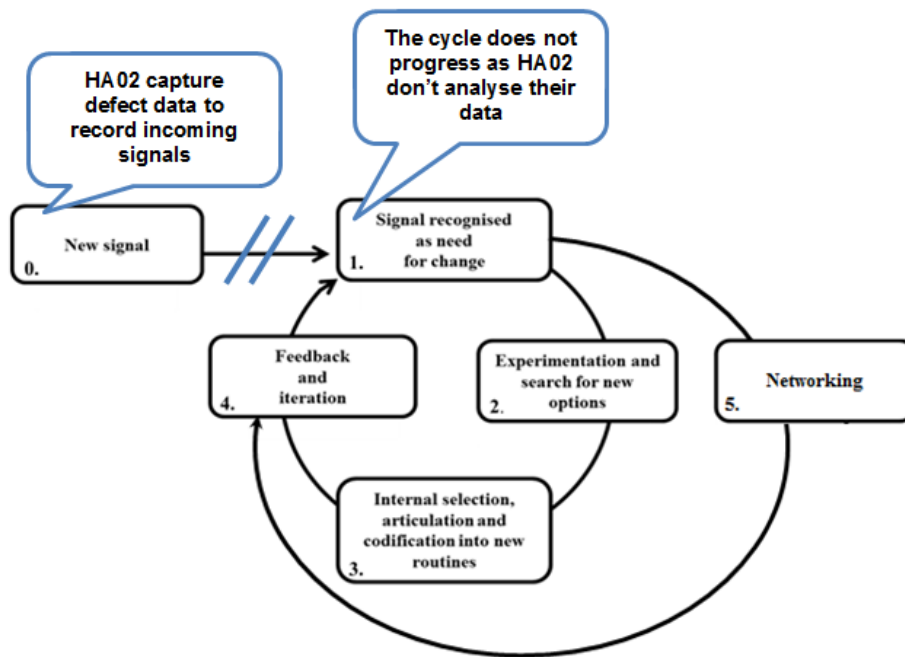 HA02 capture
defect data to
record incoming
signals
The cycle does not
progress as HA02
don't analyse their
data
New signal
0.
Signal recognised
as need
for change
1.
Feedback
and
iteration
4.
Experimentation and
search for new
options
2.
Networking
5.
Internal selection,
articulation and
codification into new
routines
3.